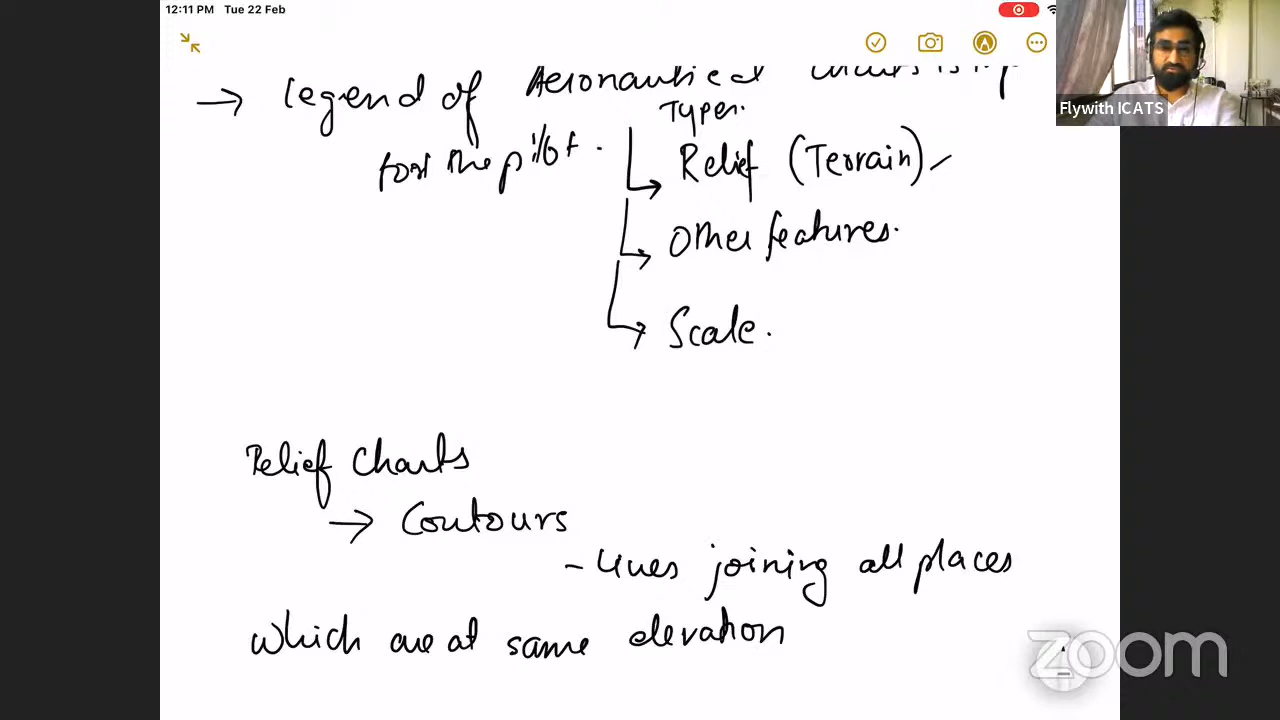 12:11 PM Tue 22 Feb
→ Legend of Aeronautical
for the pilot.
Types.
Relief (Terrain)
Other features.
Scale.
Flywith ICATS
Relief Charts
→ Contours
- Lines joining all places
which are at same elevation
zoom